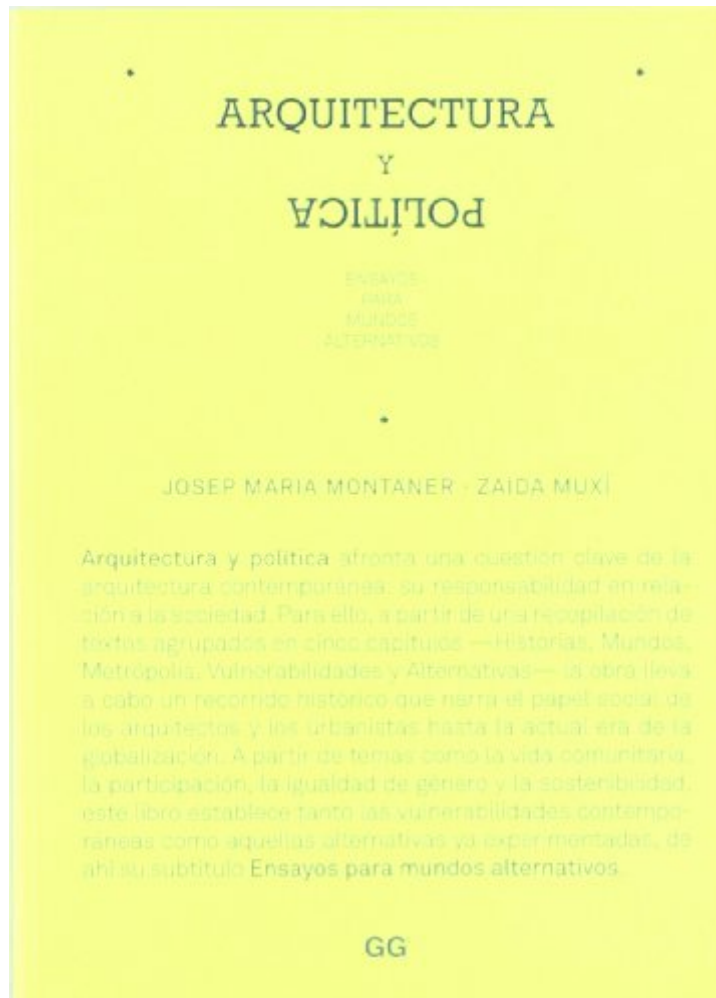 ARQUITECTURA
Y
POLÍTICA
ENSAYOS
PARA
MUNDOS
ALTERNATIVOS
JOSEP MARIA MONTANER · ZAIDA MUXÍ
Arquitectura y política afronta una cuestión clave de la
arquitectura contemporánea: su responsabilidad en rela-
ción a la sociedad. Para ello, a partir de una recopilación de
textos agrupados en cinco capítulos —Historias, Mundos,
Metrópolis, Vulnerabilidades y Alternativas— la obra lleva
a cabo un recorrido histórico que narra el papel social de
los arquitectos y los urbanistas hasta la actual era de la
globalización. A partir de temas como la vida comunitaria,
la participación, la igualdad de género y la sostenibilidad,
este libro establece tanto las vulnerabilidades contempo-
ráneas como aquellas alternativas ya experimentadas, de
ahí su subtítulo Ensayos para mundos alternativos.
GG